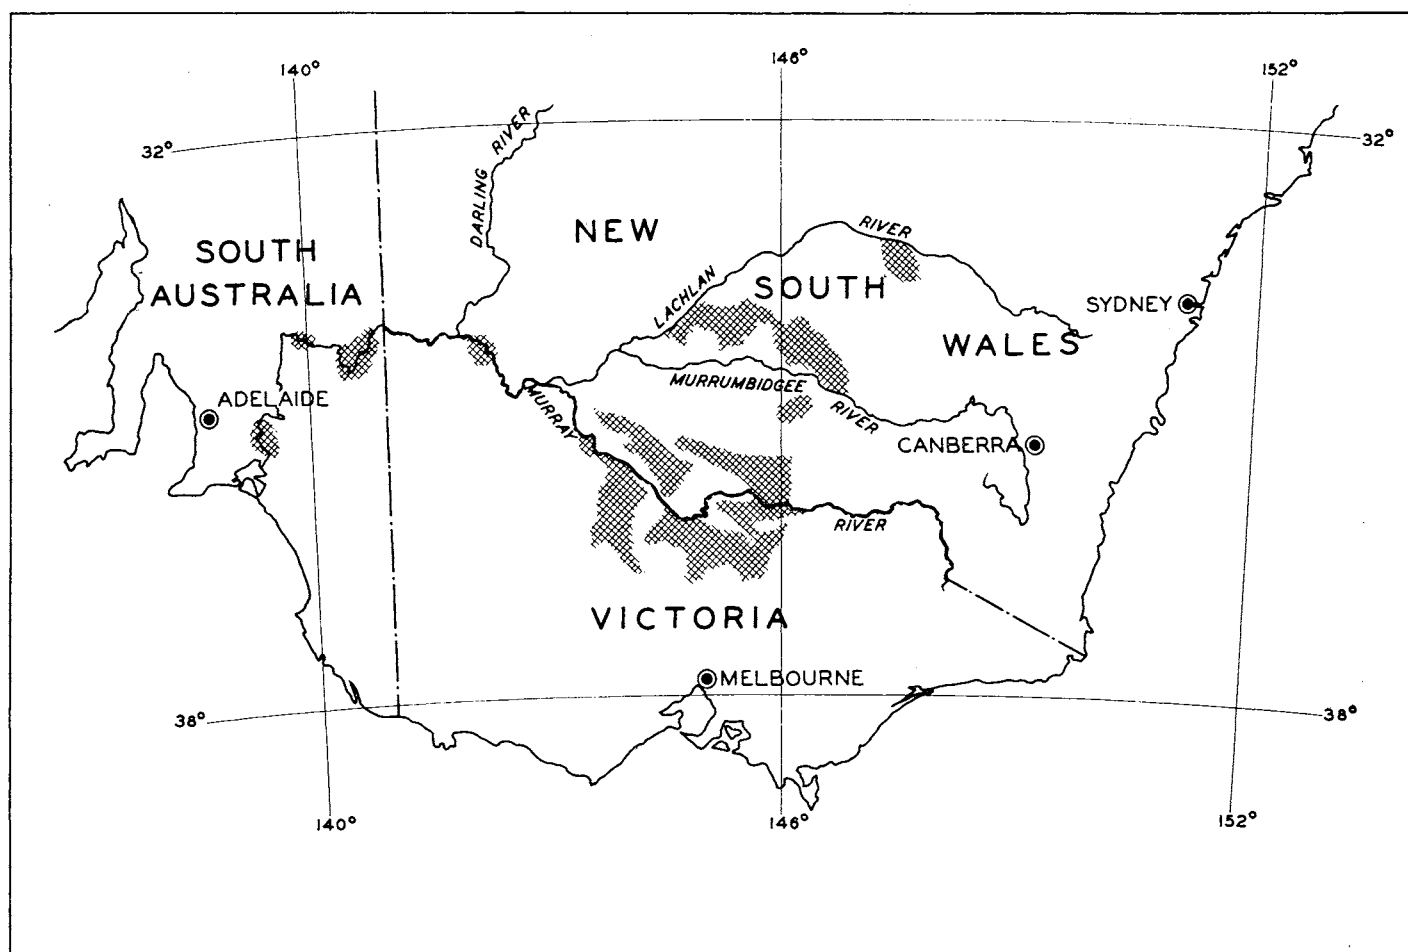 140°
146°
152°
32°
32°
DARLING RIVER
NEW
SOUTH
AUSTRALIA
LACHLAN
RIVER
SOUTH
SYDNEY
WALES
ADELAIDE
MURRUMBIDGEE
RIVER
MURRAY
CANBERRA
RIVER
VICTORIA
MELBOURNE
38°
38°
140°
146°
152°